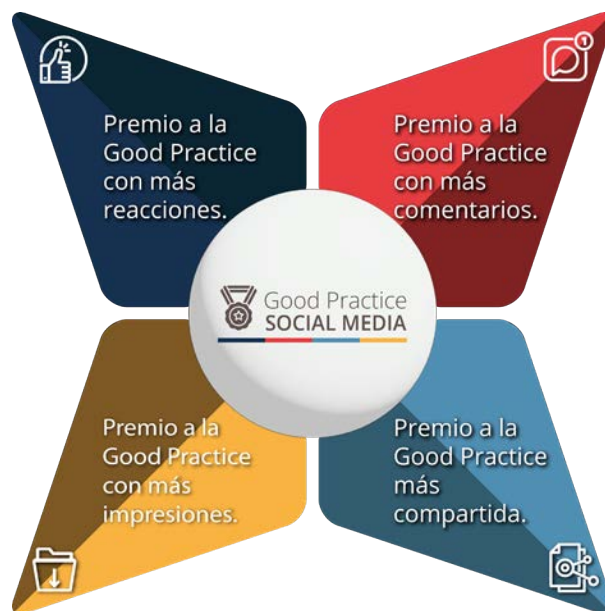 1
Premio a la
Good Practice
con más
reacciones.
Premio a la
Good Practice
con más
comentarios.
Good Practice
SOCIAL MEDIA
Premio a la
Good Practice
con más
impresiones.
Premio a la
Good Practice
más
compartida.